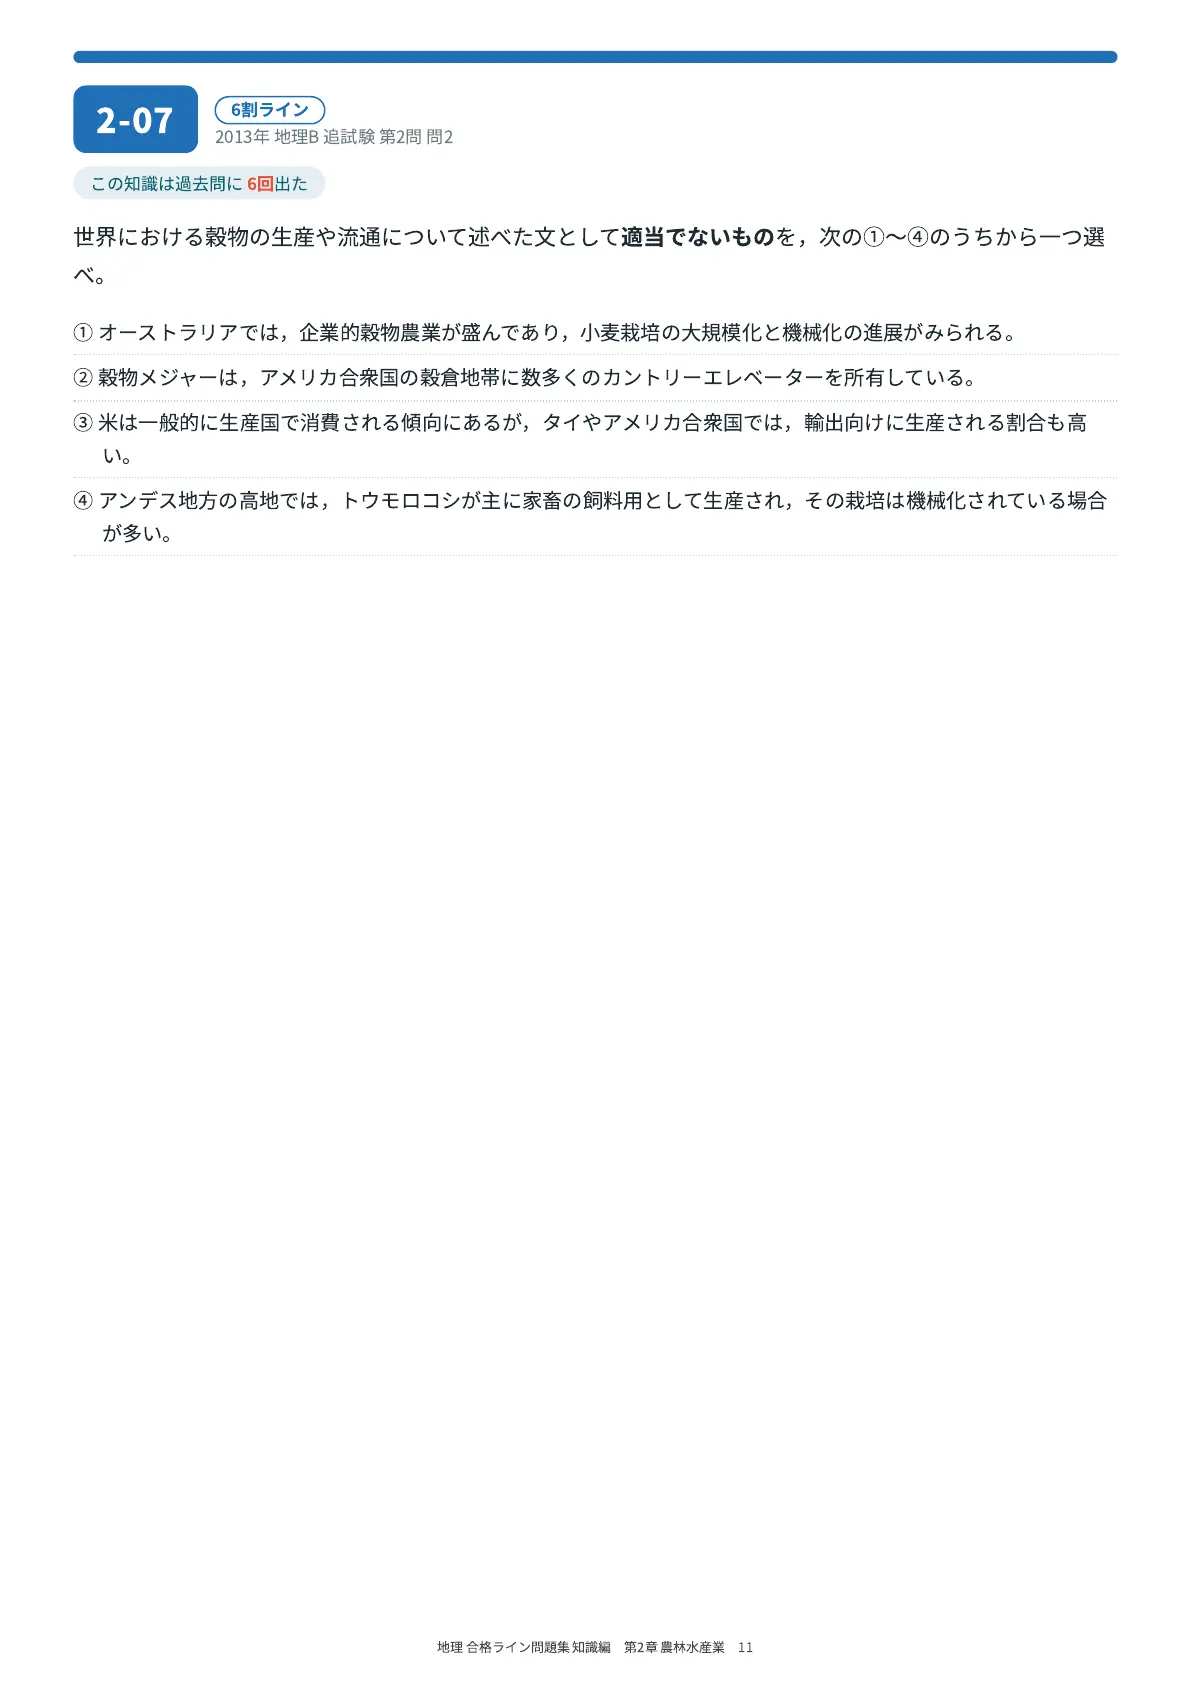 2-07
6割ライン
2013年 地理B 追試験 第2問 問2
この知識は過去問に 6回出た
世界における穀物の生産や流通について述べた文として適当でないものを，次の①～④のうちから一つ選
べ。
① オーストラリアでは，企業的穀物農業が盛んであり，小麦栽培の大規模化と機械化の進展がみられる。
② 穀物メジャーは，アメリカ合衆国の穀倉地帯に数多くのカントリーエレベーターを所有している。
③ 米は一般的に生産国で消費される傾向にあるが，タイやアメリカ合衆国では，輸出向けに生産される割合も高
い。
④ アンデス地方の高地では，トウモロコシが主に家畜の飼料用として生産され，その栽培は機械化されている場合
が多い。
地理 合格ライン問題集 知識編　第2章 農林水産業　11